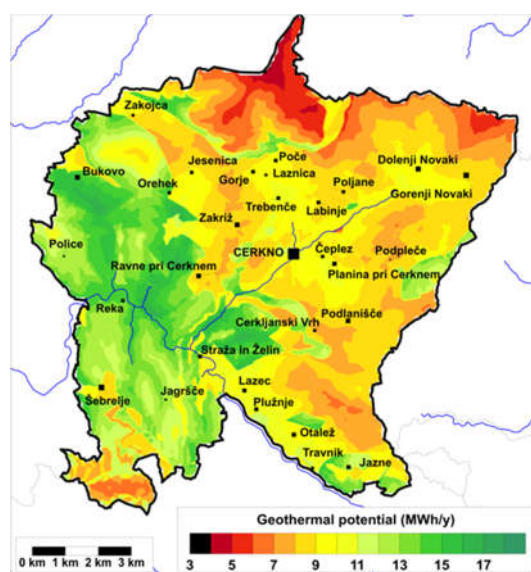 Zakojca
Poče
Dolenji Novaki
Bukovo
Jesenica
Gorje
Laznica
Orehek
Poljane
Gorenji Novaki
Trebenče
Labinje
Zakriž
Police
CERKNO
Čeplez
Podpleče
Ravne pri Cerknem
Planina pri Cerknem
Reka
Podlanišče
Cerkljanski Vrh
Straža in Želin
Lazec
Šebrelje
Jagršče
Plužnje
Otalež
Travnik
Jazne
Geothermal potential (MWh/y)
0 km 1 km 2 km 3 km
3 5 7 9 11 13 15 17